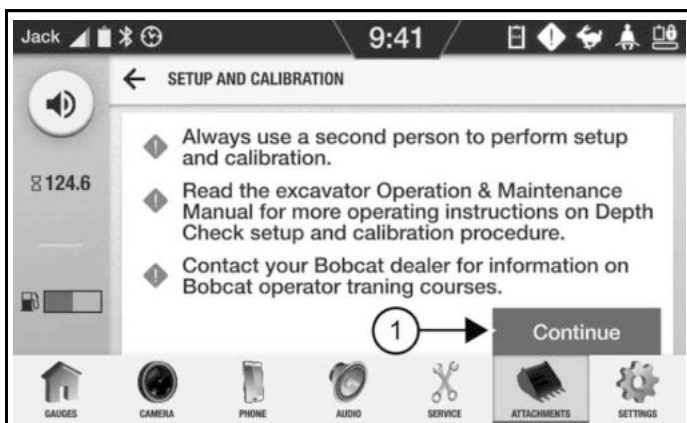 Jack
9:41
SETUP AND CALIBRATION
124.6
Always use a second person to perform setup
and calibration.
Read the excavator Operation & Maintenance
Manual for more operating instructions on Depth
Check setup and calibration procedure.
Contact your Bobcat dealer for information on
Bobcat operator traning courses.
1
Continue
GAUGES
CAMERA
PHONE
AUDIO
SERVICE
ATTACHMENTS
SETTINGS